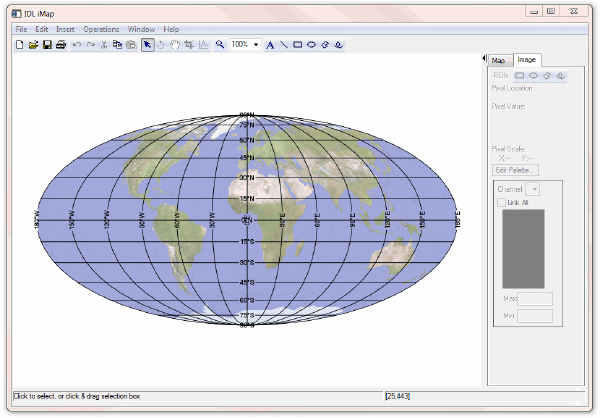 IDL iMap
File Edit Insert Operations Window Help
100%
Map Image
ROIs:
Pixel Location
Pixel Value:
Pixel Scale:
X:-- Y:--
Edit Palette...
Channel
Link All
Max:
Min:
90°N
75°N
60°N
45°N
30°N
15°N
180°W 150°W 120°W 90°W 60°W 30°W 30°E 60°E 90°E 120°E 150°E 180°E
15°S
30°S
45°S
60°S
75°S
90°S
Click to select, or click & drag selection box [25,443]